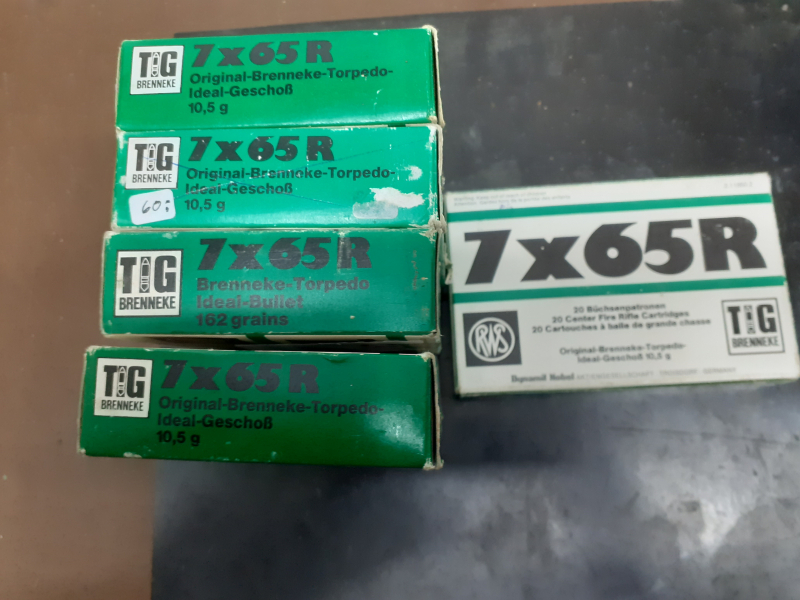 TIG
BRENNEKE
7x65R
Original-Brenneke-Torpedo-
Ideal-Geschoß
10,5 g
TIG
BRENNEKE
7x65R
Original-Brenneke-Torpedo-
Ideal-Geschoß
10,5 g
60:
TIG
BRENNEKE
7x65R
Brenneke-Torpedo
Ideal-Bullet
162 grains
TIG
BRENNEKE
7x65R
Original-Brenneke-Torpedo-
Ideal-Geschoß
10,5 g
7x65R
20 Büchsenpatronen
20 Center Fire Rifle Cartridges
20 Cartouches à balle de grande chasse
RWS
Original-Brenneke-Torpedo-
Ideal-Geschoß 10,5 g
TIG
BRENNEKE
Dynamit Nobel AKTIENGESELLSCHAFT TROISDORF · GERMANY